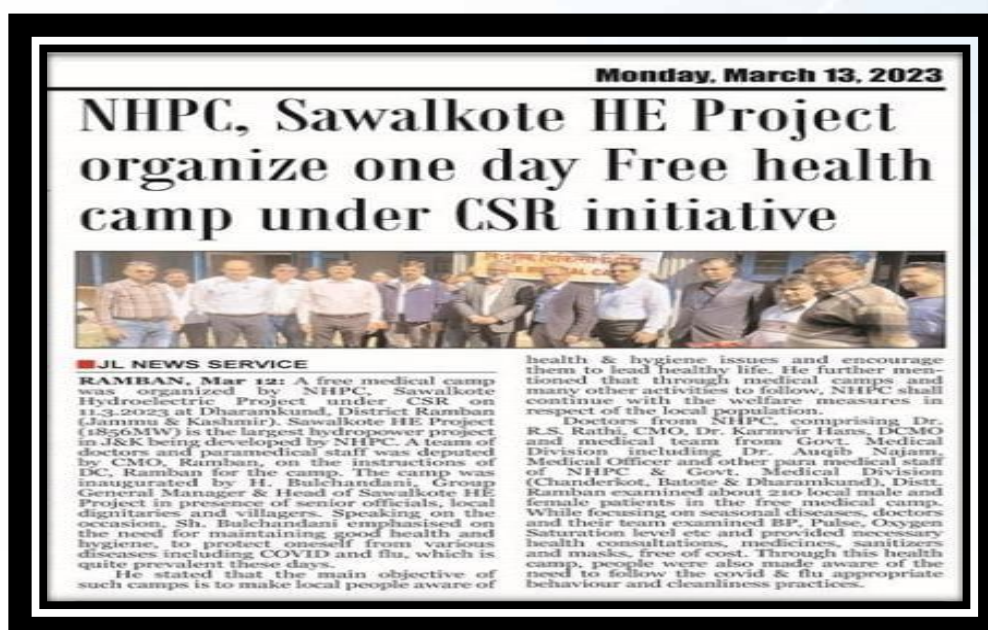 Monday, March 13, 2023
NHPC, Sawalkote HE Project
organize one day Free health
camp under CSR initiative
JL NEWS SERVICE
RAMBAN, Mar 12: A free medical camp
was organized by NHPC, Sawalkote
Hydroelectric Project under CSR on
11.3.2023 at Dharamkund, District Ramban
(Jammu & Kashmir). Sawalkote HE Project
(1856MW) is the largest hydropower project
in J&K being developed by NHPC. A team of
doctors and paramedical staff was deputed
by CMO, Ramban, on the instructions of
DC, Ramban for the camp. The camp was
inaugurated by H. Bulchandani, Group
General Manager & Head of Sawalkote HE
Project in presence of senior officials, local
dignitaries and villagers. Speaking on the
occasion, Sh. Bulchandani emphasised on
the need for maintaining good health and
hygiene, to protect oneself from various
diseases including COVID and flu, which is
quite prevalent these days.
He stated that the main objective of
such camps is to make local people aware of
health & hygiene issues and encourage
them to lead healthy life. He further men-
tioned that through medical camps and
many other activities to follow, NHPC shall
continue with the welfare measures in
respect of the local population.
Doctors from NHPC, comprising Dr.
R.S. Rathi, CMO, Dr. Karmvir Hans, DCMO
and medical team from Govt. Medical
Division including Dr. Auqib Najam,
Medical Officer and other para medical staff
of NHPC & Govt. Medical Division
(Chanderkot, Batote & Dharamkund), Distt.
Ramban examined about 210 local male and
female patients in the free medical camp.
While focusing on seasonal diseases, doctors
and their team examined BP, Pulse, Oxygen
Saturation level etc and provided necessary
health consultations, medicines, sanitizers
and masks, free of cost. Through this health
camp, people were also made aware of the
need to follow the covid & flu appropriate
behaviour and cleanliness practices.